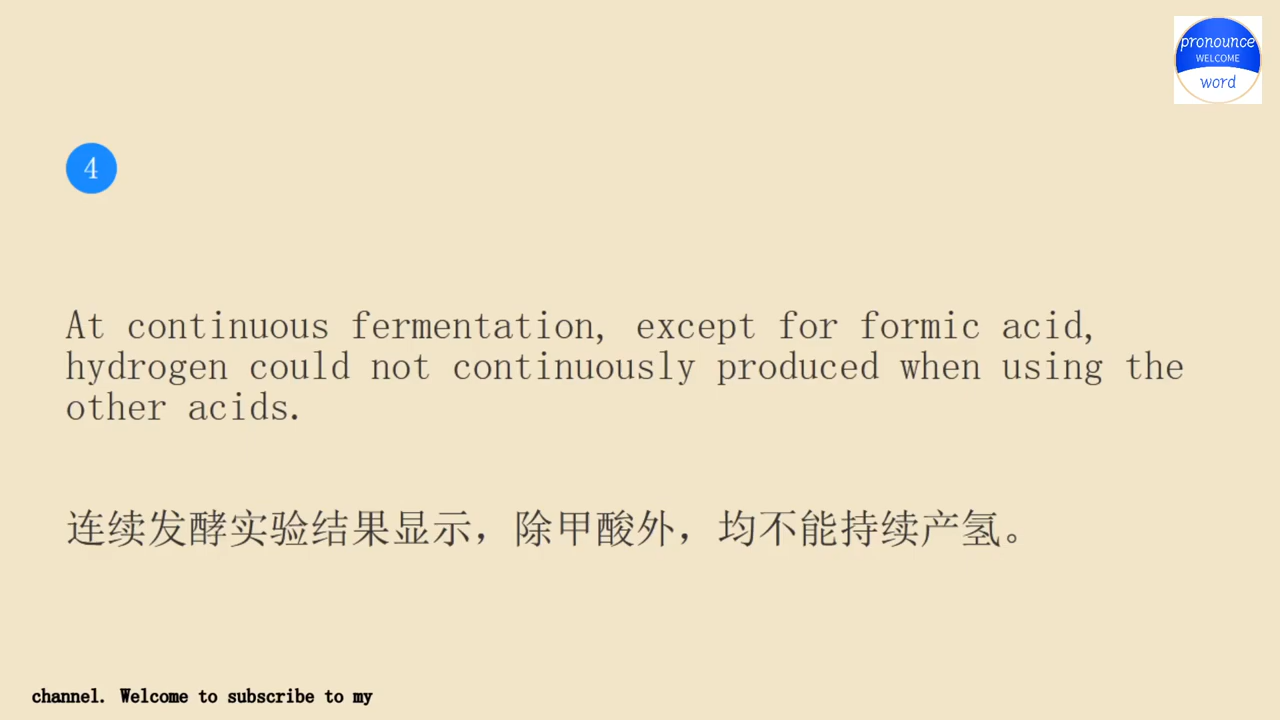 pronounce
WELCOME
word
4
At continuous fermentation, except for formic acid,
hydrogen could not continuously produced when using the
other acids.
连续发酵实验结果显示，除甲酸外，均不能持续产氢。
channel. Welcome to subscribe to my